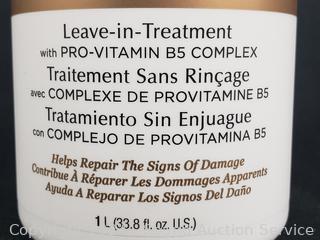 Leave-in-Treatment
with PRO-VITAMIN B5 COMPLEX
Traitement Sans Rinçage
avec COMPLEXE DE PROVITAMINE B5
Tratamiento Sin Enjuague
con COMPLEJO DE PROVITAMINA B5
Helps Repair The Signs Of Damage
Contribue À Réparer Les Dommages Apparents
Ayuda A Reparar Los Signos Del Daño
1 L (33.8 fl. oz. U.S.)
Auction Service